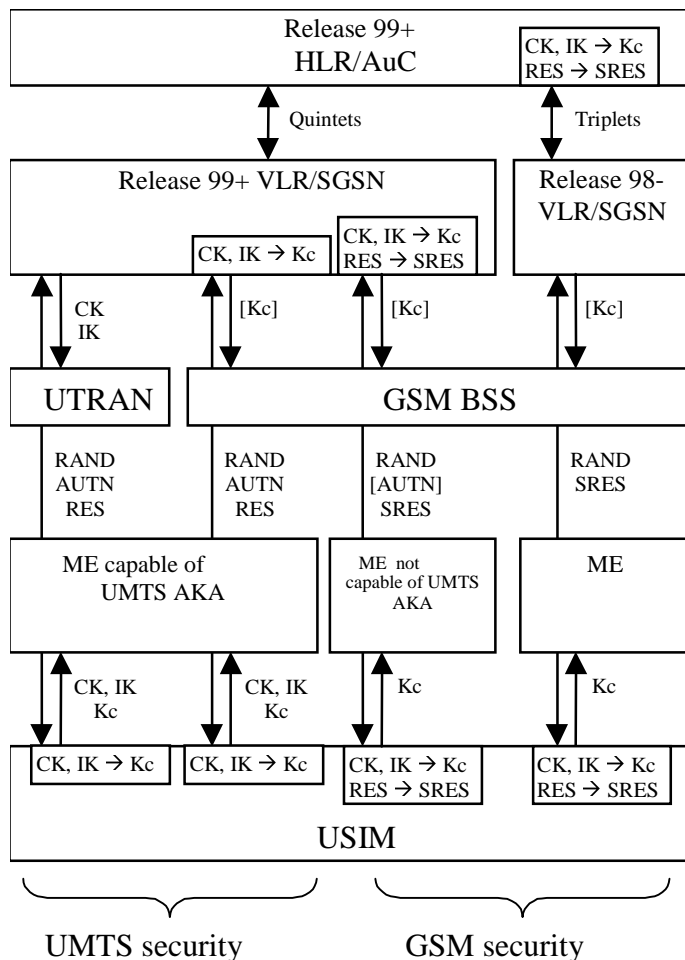 Release 99+
HLR/AuC
CK, IK → Kc
RES → SRES
Quintets
Triplets
Release 99+ VLR/SGSN
CK, IK → Kc
CK, IK → Kc
RES → SRES
Release 98-
VLR/SGSN
CK
IK
[Kc]
[Kc]
[Kc]
UTRAN
GSM BSS
RAND
AUTN
RES
RAND
AUTN
RES
RAND
[AUTN]
SRES
RAND
SRES
ME capable of
UMTS AKA
ME not
capable of UMTS
AKA
ME
CK, IK
Kc
CK, IK
Kc
Kc
Kc
CK, IK → Kc
CK, IK → Kc
CK, IK → Kc
RES → SRES
CK, IK → Kc
RES → SRES
USIM
UMTS security
GSM security